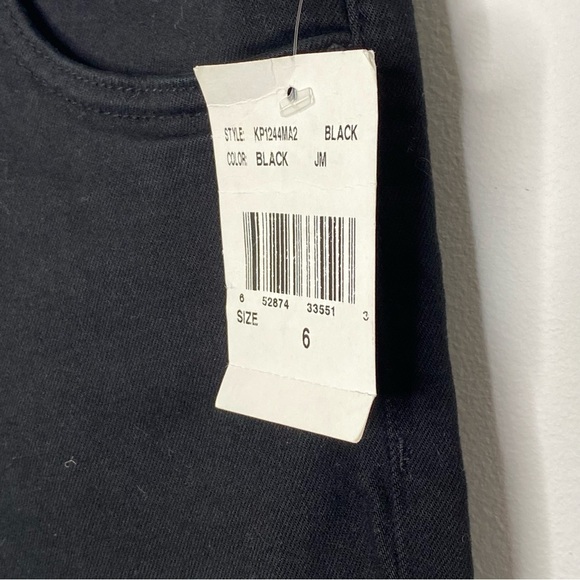 STYLE: KP1244MA2 BLACK
COLOR: BLACK JM
6 52874 33551 3
SIZE 6